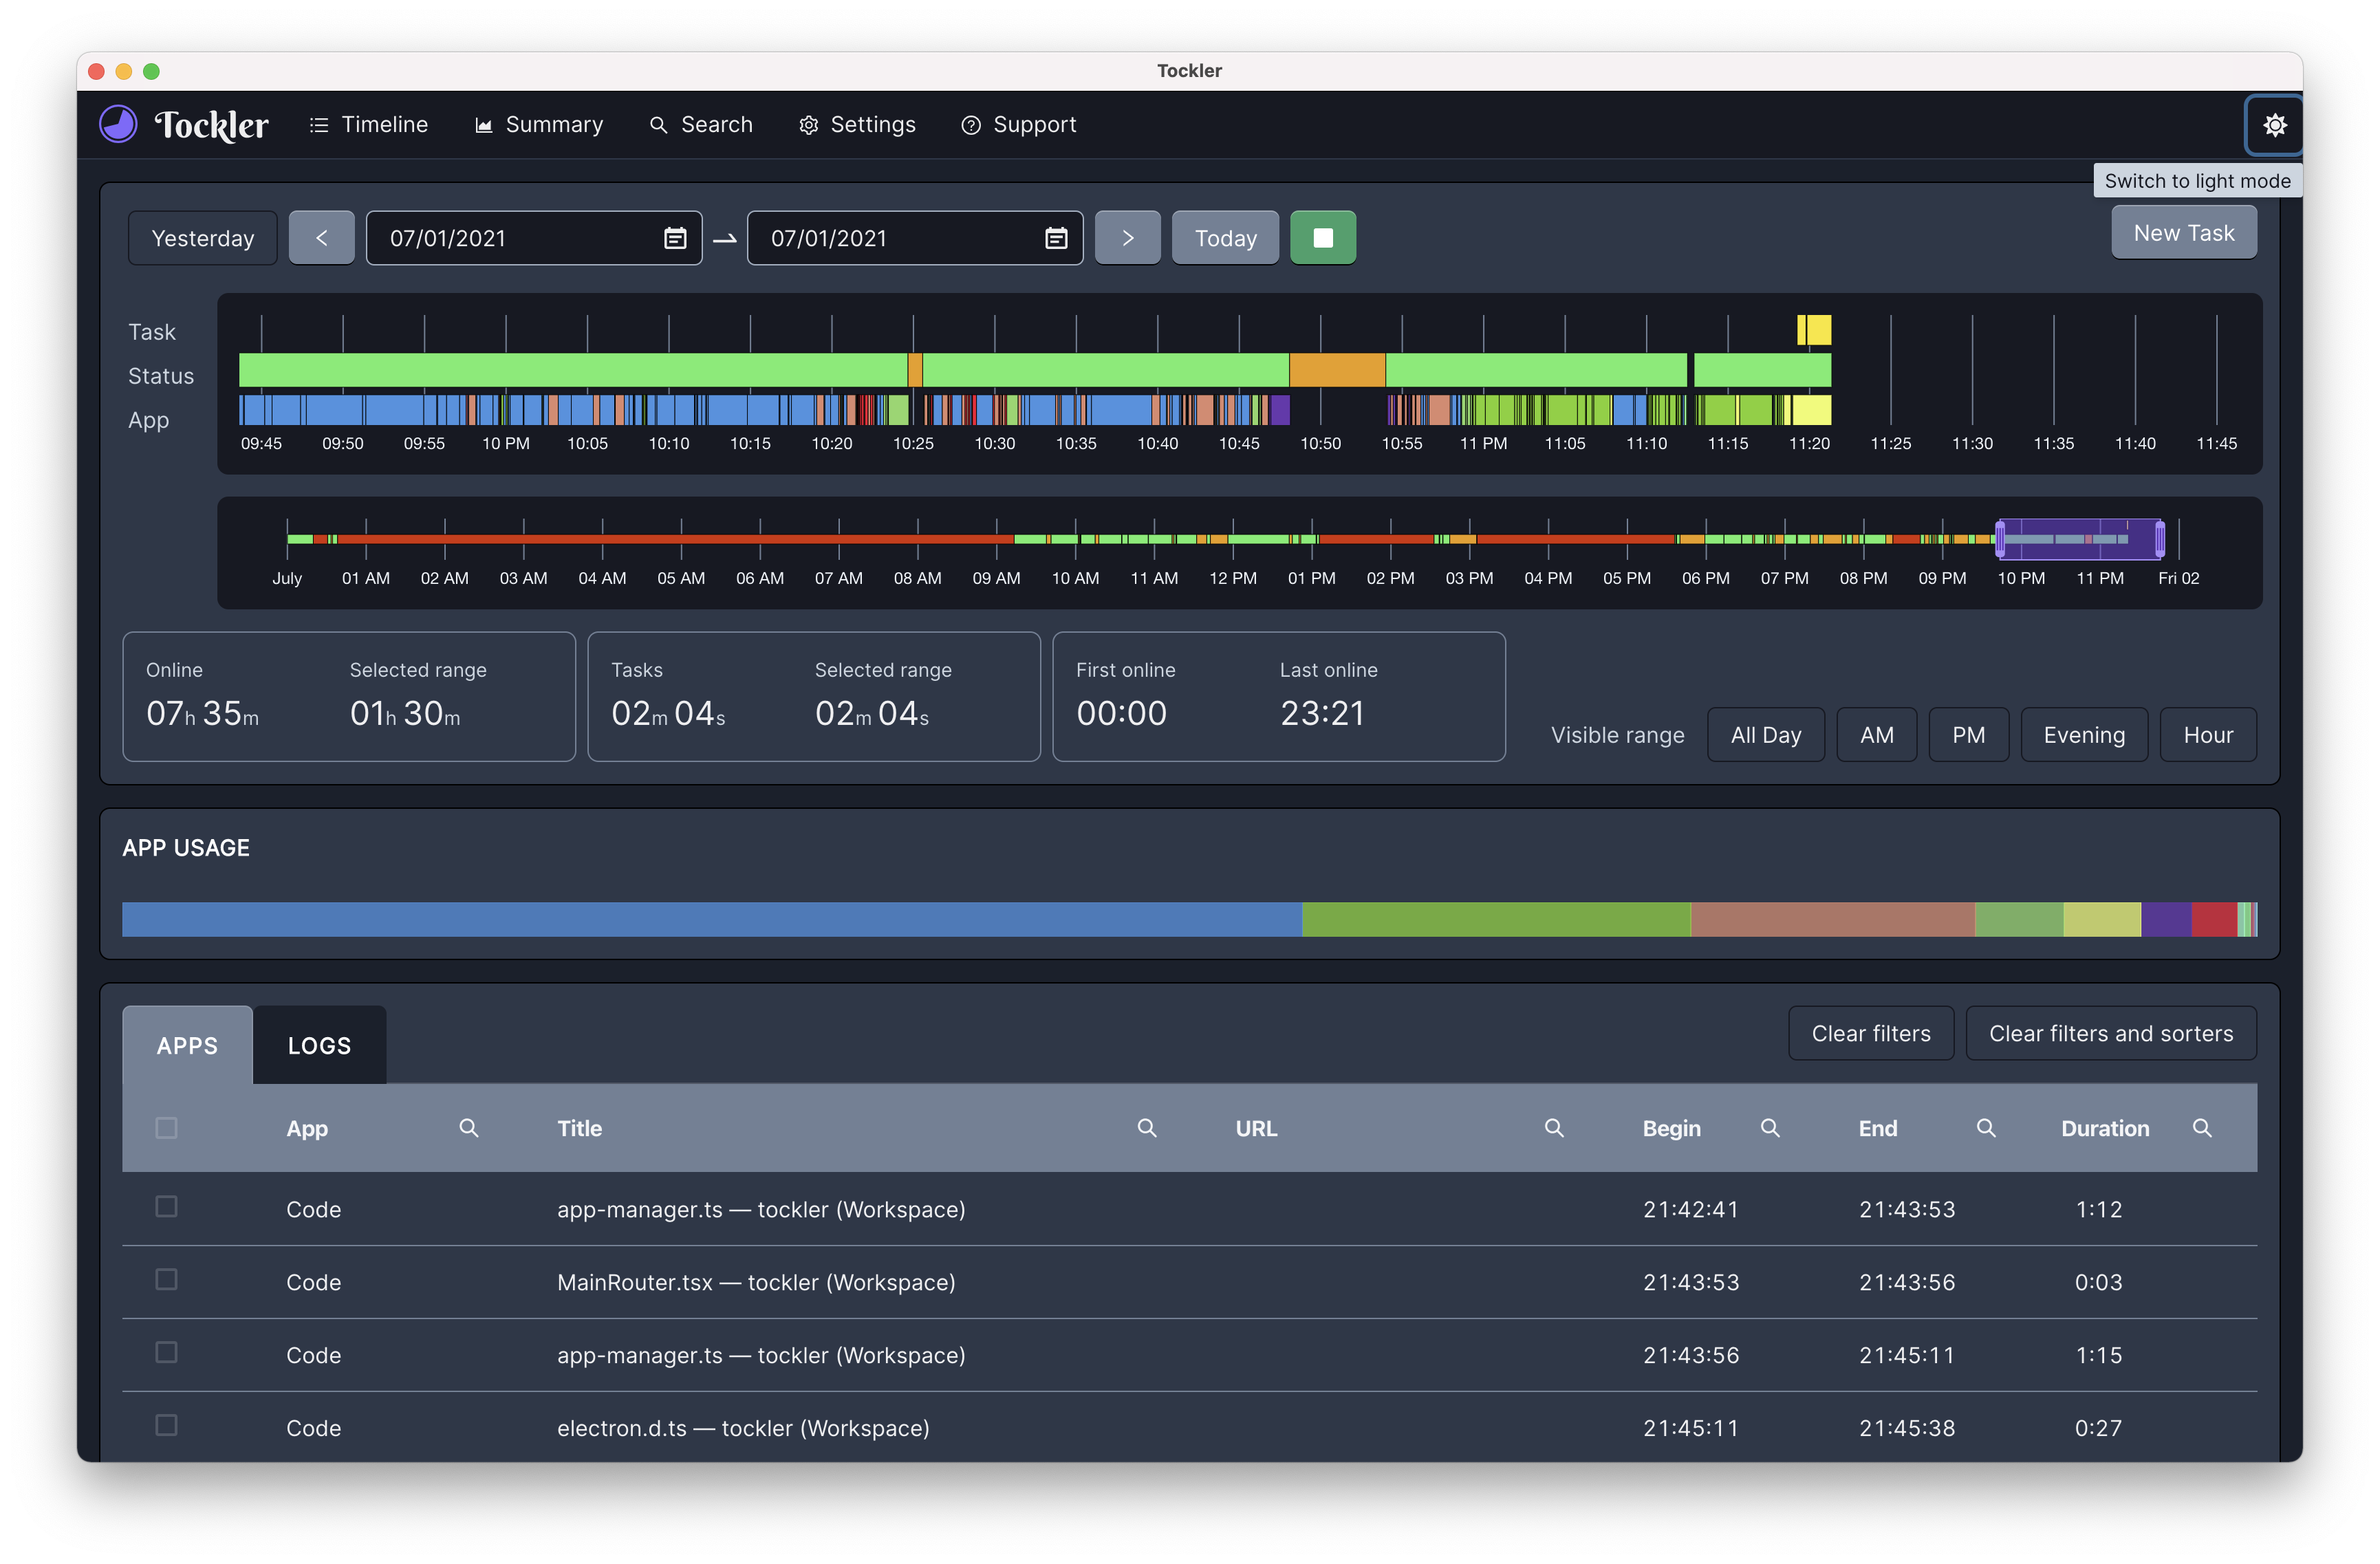 Tockler
Tockler Timeline Summary Search Settings Support
Switch to light mode
Yesterday < 07/01/2021 07/01/2021 > Today New Task
Task
Status
App
09:45 09:50 09:55 10 PM 10:05 10:10 10:15 10:20 10:25 10:30 10:35 10:40 10:45 10:50 10:55 11 PM 11:05 11:10 11:15 11:20 11:25 11:30 11:35 11:40 11:45
July 01 AM 02 AM 03 AM 04 AM 05 AM 06 AM 07 AM 08 AM 09 AM 10 AM 11 AM 12 PM 01 PM 02 PM 03 PM 04 PM 05 PM 06 PM 07 PM 08 PM 09 PM 10 PM 11 PM Fri 02
Online Selected range Tasks Selected range First online Last online
07h 35m 01h 30m 02m 04s 02m 04s 00:00 23:21
Visible range All Day AM PM Evening Hour
APP USAGE
APPS LOGS Clear filters Clear filters and sorters
App Title URL Begin End Duration
Code app-manager.ts — tockler (Workspace) 21:42:41 21:43:53 1:12
Code MainRouter.tsx — tockler (Workspace) 21:43:53 21:43:56 0:03
Code app-manager.ts — tockler (Workspace) 21:43:56 21:45:11 1:15
Code electron.d.ts — tockler (Workspace) 21:45:11 21:45:38 0:27